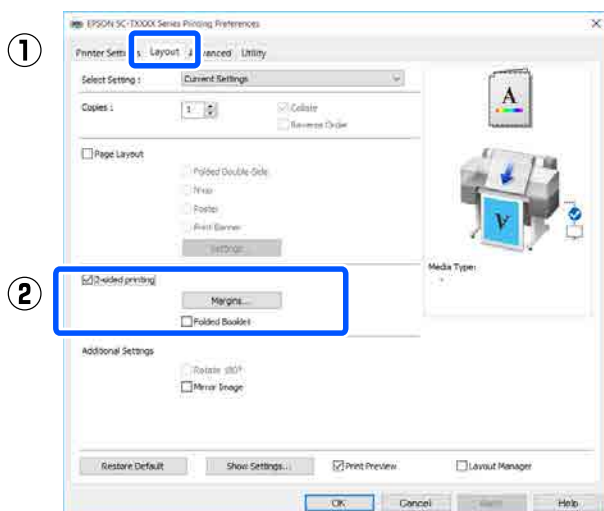 EPSON SC-TXXXX Series Printing Preferences
1
Printer Setti s Layout vanced Utility
Select Setting : Current Settings
Copies : 1 Collate
Reverse Order
Page Layout
Folded Double-Side
N-up
Poster
Print Banner
Settings...
2-sided printing
2
Margins...
Folded Booklet
Media Type:
-
Additional Settings
Rotate 180°
Mirror Image
A
A
Restore Default Show Settings... Print Preview Layout Manager
OK Cancel Apply Help